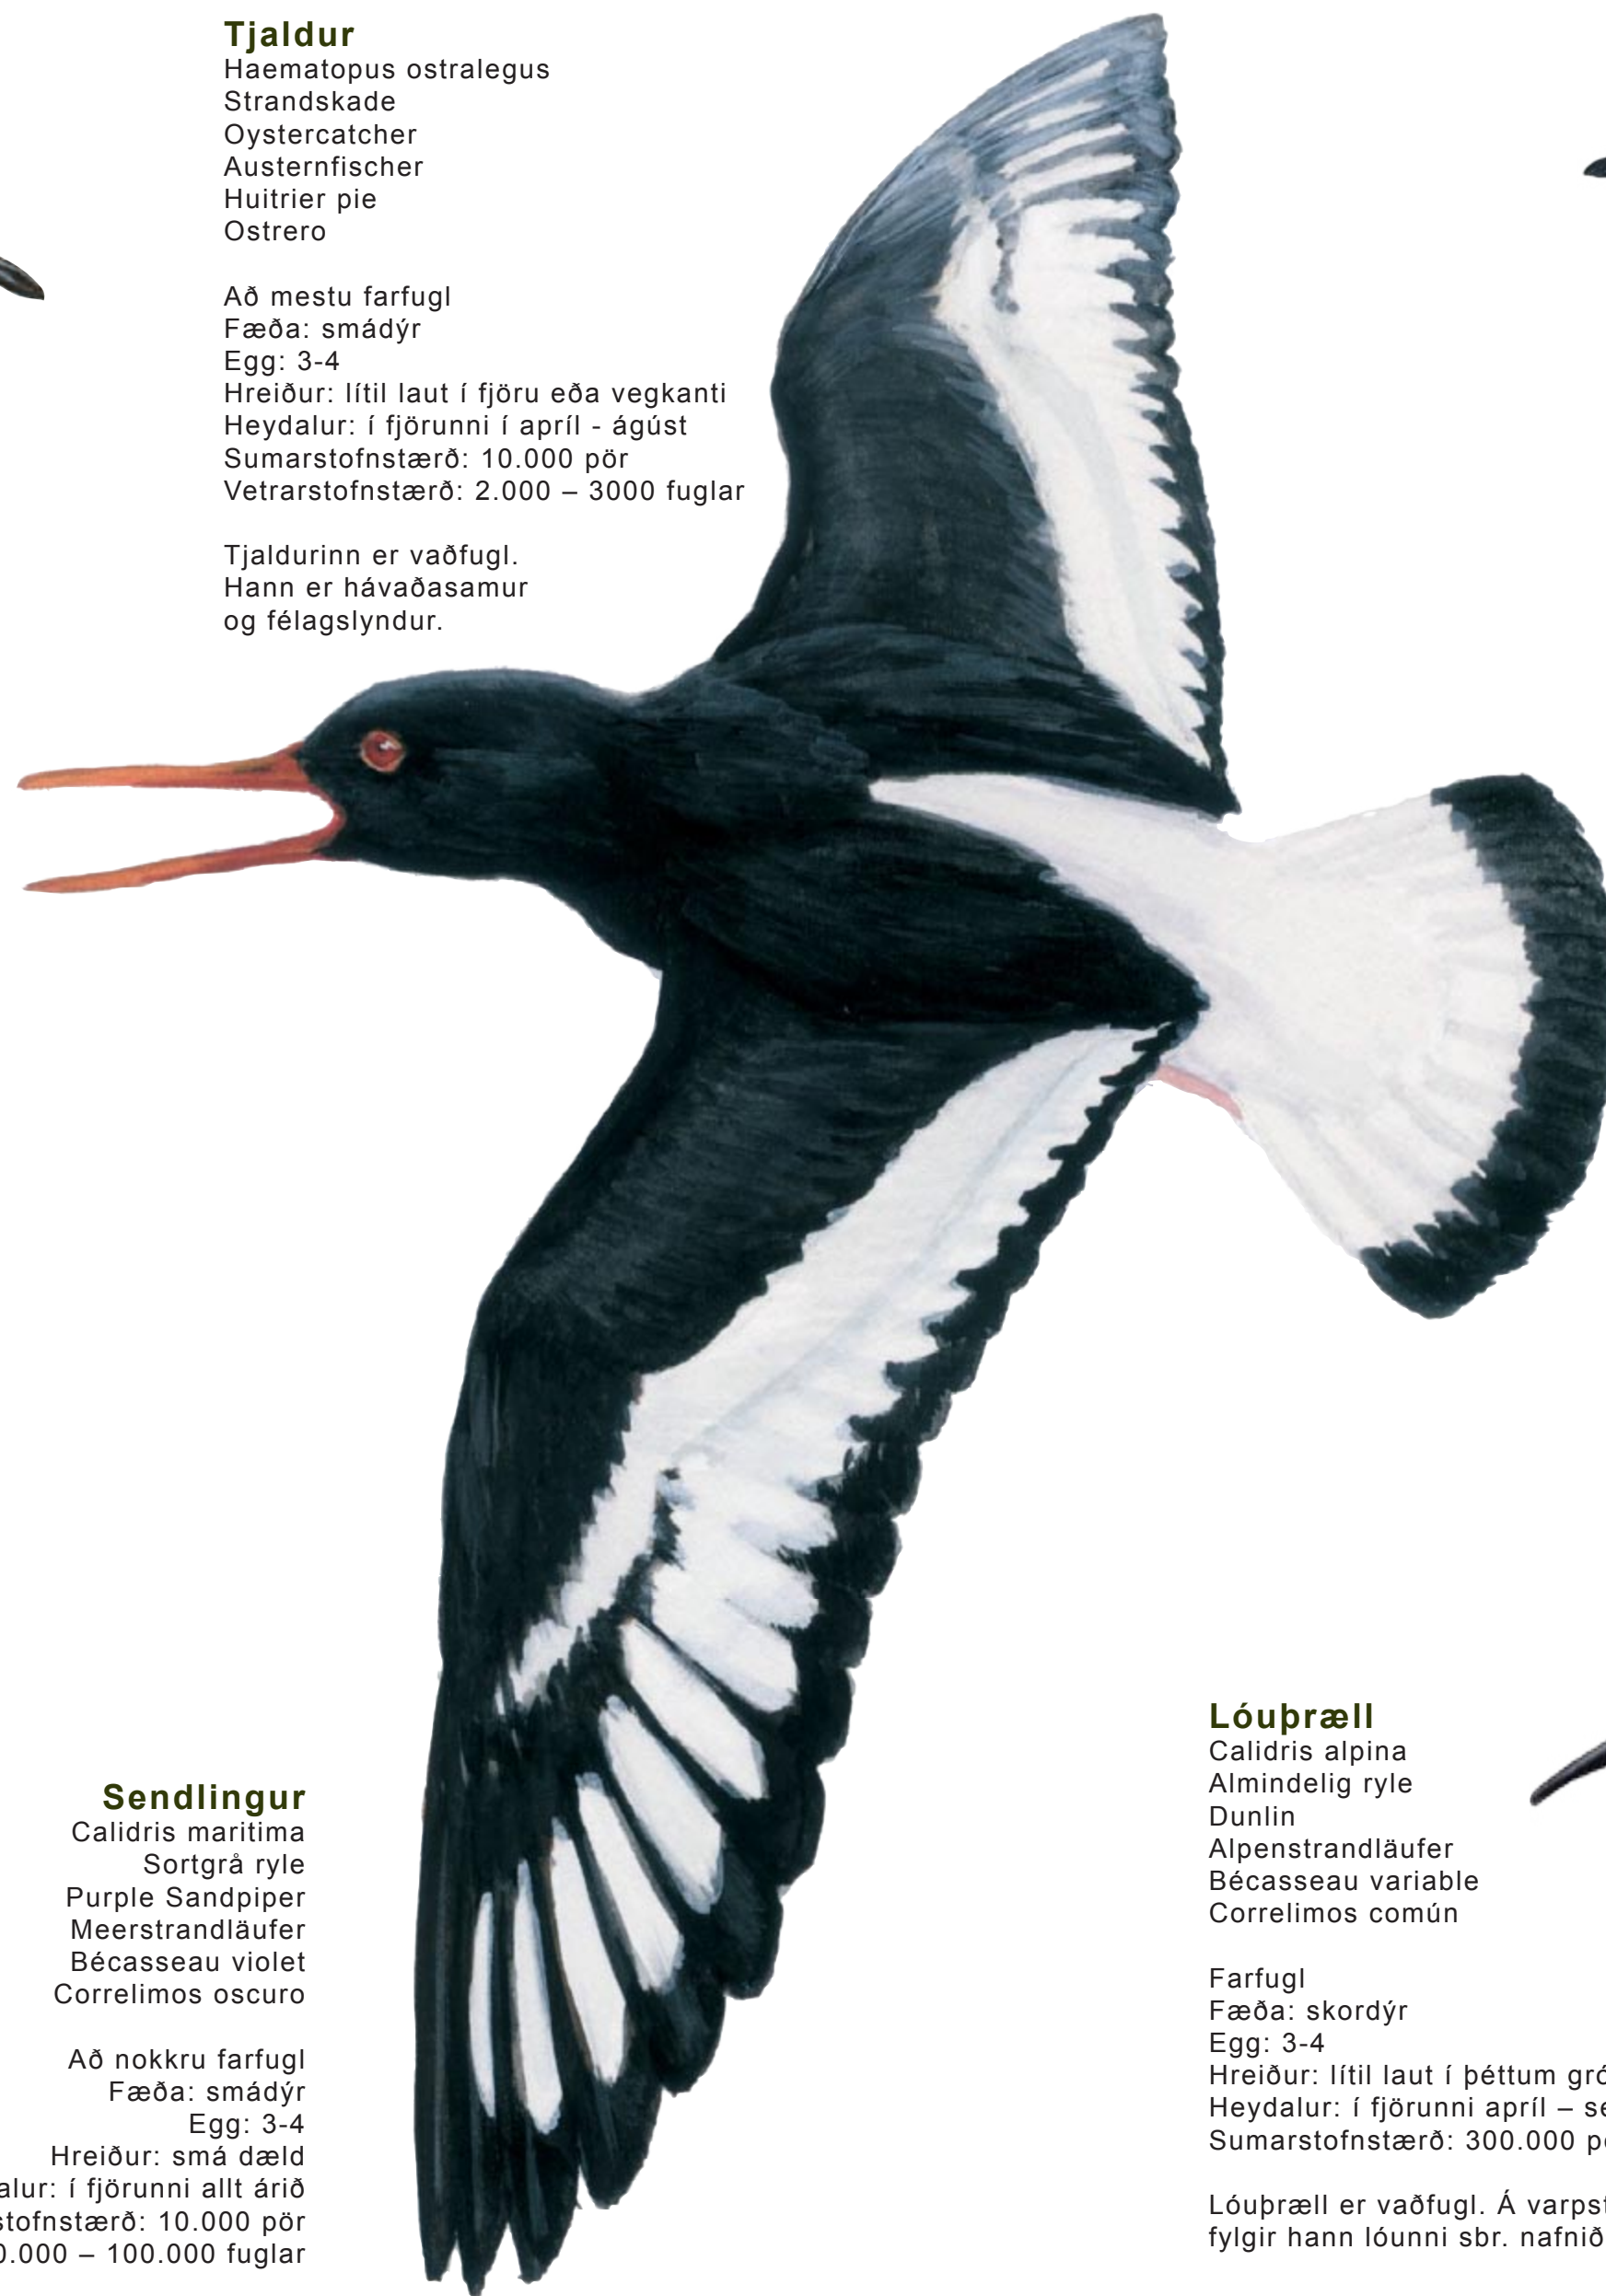 Tjaldur
Haematopus ostralegus
Strandskade
Oystercatcher
Austernfischer
Huitrier pie
Ostrero
Að mestu farfugl
Fæða: smádýr
Egg: 3-4
Hreiður: lítil laut í fjöru eða vegkanti
Heydalur: í fjörunni í apríl - ágúst
Sumarstofnstærð: 10.000 pör
Vetrarstofnstærð: 2.000 – 3000 fuglar
Tjaldurinn er vaðfugl.
Hann er hávaðasamur
og félagslyndur.
Sendlingur
Calidris maritima
Sortgrå ryle
Purple Sandpiper
Meerstrandläufer
Bécasseau violet
Correlimos oscuro
Að nokkru farfugl
Fæða: smádýr
Egg: 3-4
Hreiður: smá dæld
í fjörunni allt árið
10.000 pör
– 100.000 fuglar
Lóuþræll
Calidris alpina
Almindelig ryle
Dunlin
Alpenstrandläufer
Bécasseau variable
Correlimos común
Farfugl
Fæða: skordýr
Egg: 3-4
Hreiður: lítil laut í þéttum
Heydalur: í fjörunni apríl –
Sumarstofnstærð: 300.000
Lóuþræll er vaðfugl. Á
fylgir hann lóunni sbr. nafnið